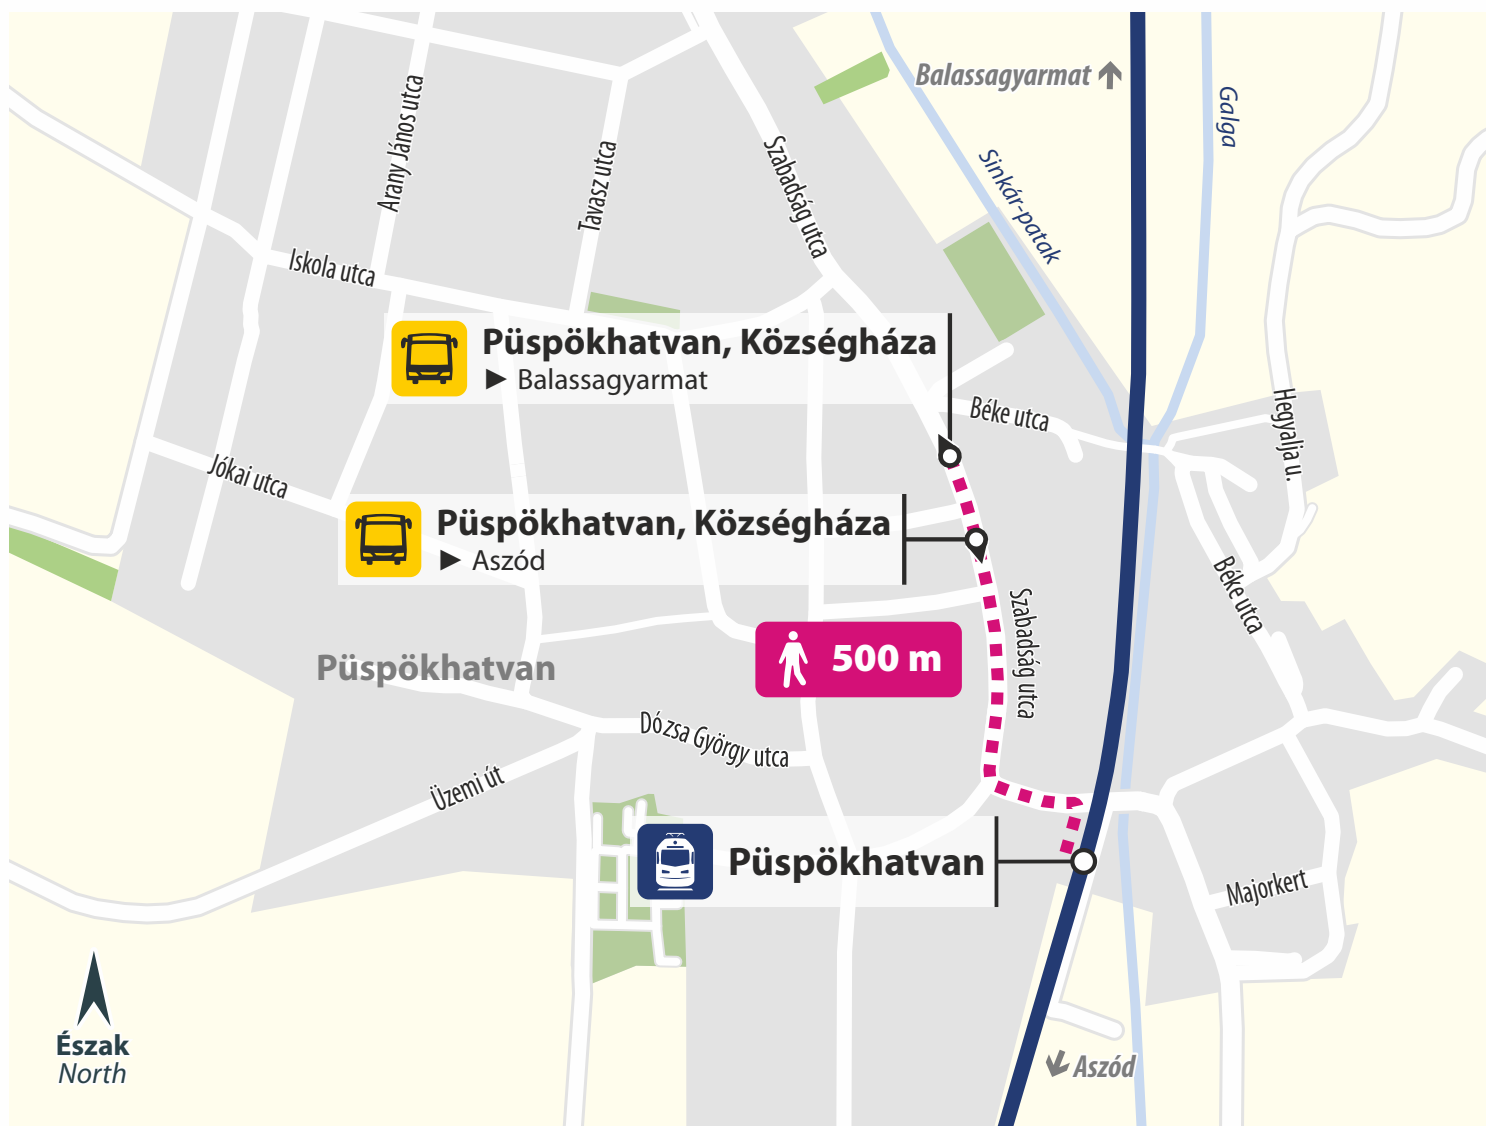 Balassagyarmat
Galga
Arany János utca
Tavasz utca
Szabadság utca
Sinkár-patak
Iskola utca
Püspökhatvan, Községháza
► Balassagyarmat
Béke utca
Hegyalja u.
Jókai utca
Püspökhatvan, Községháza
► Aszód
Béke utca
Szabadság utca
500 m
Püspökhatvan
Dózsa György utca
Üzemi út
Püspökhatvan
Majorkert
Észak
North
Aszód